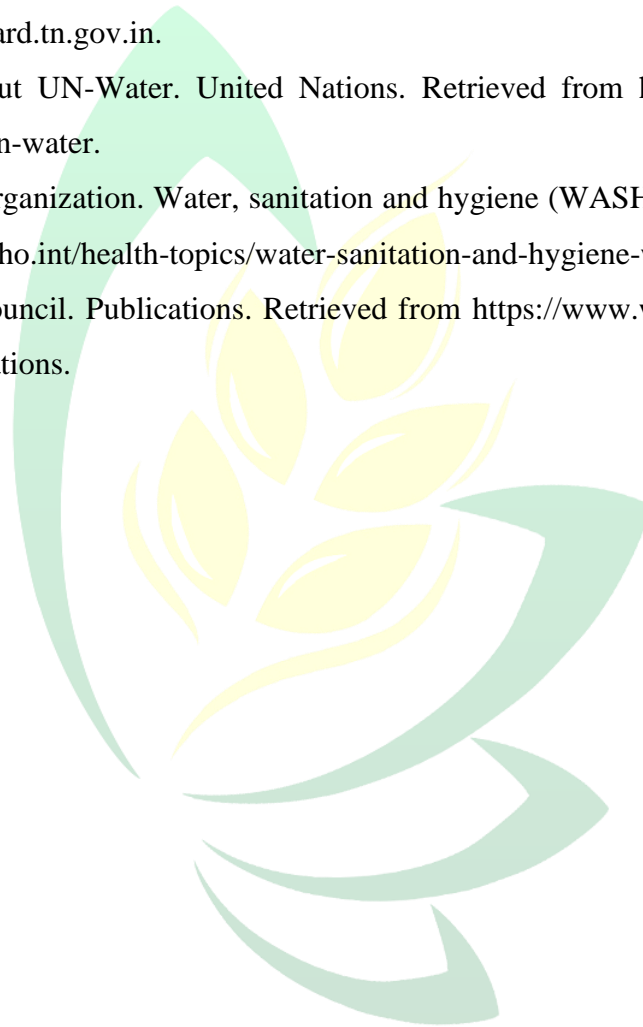 ard.tn.gov.in.
ut UN-Water. United Nations. Retrieved from
n-water.
rganization. Water, sanitation and hygiene (WASH
ho.int/health-topics/water-sanitation-and-hygiene-
ouncil. Publications. Retrieved from https://www.
ations.